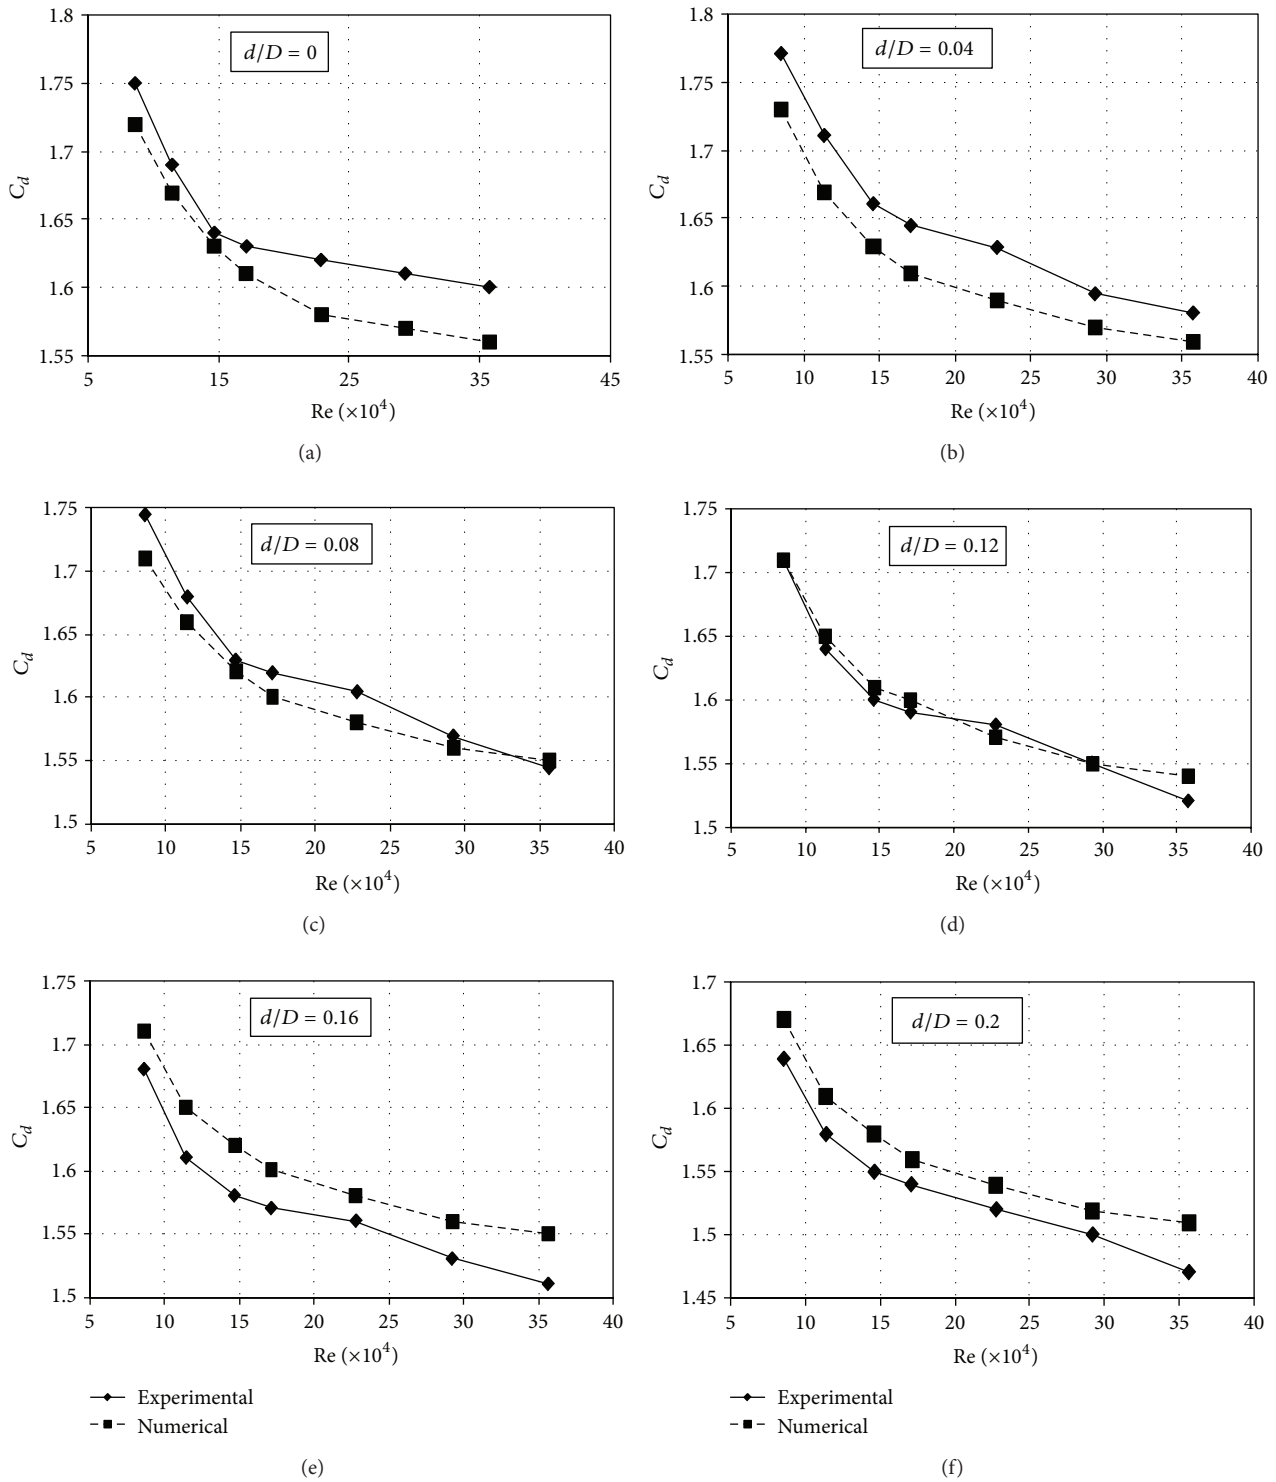 d/D = 0
1.8
1.75
1.7
1.65
1.6
1.55
C_d
5 15 25 35 45
Re (×10^4)
(a)
d/D = 0.04
1.8
1.75
1.7
1.65
1.6
1.55
C_d
5 10 15 20 25 30 35 40
Re (×10^4)
(b)
d/D = 0.08
1.75
1.7
1.65
1.6
1.55
1.5
C_d
5 10 15 20 25 30 35 40
Re (×10^4)
(c)
d/D = 0.12
1.75
1.7
1.65
1.6
1.55
1.5
C_d
5 10 15 20 25 30 35 40
Re (×10^4)
(d)
d/D = 0.16
1.75
1.7
1.65
1.6
1.55
1.5
C_d
5 10 15 20 25 30 35 40
Re (×10^4)
Experimental
Numerical
(e)
d/D = 0.2
1.7
1.65
1.6
1.55
1.5
1.45
C_d
5 10 15 20 25 30 35 40
Re (×10^4)
Experimental
Numerical
(f)